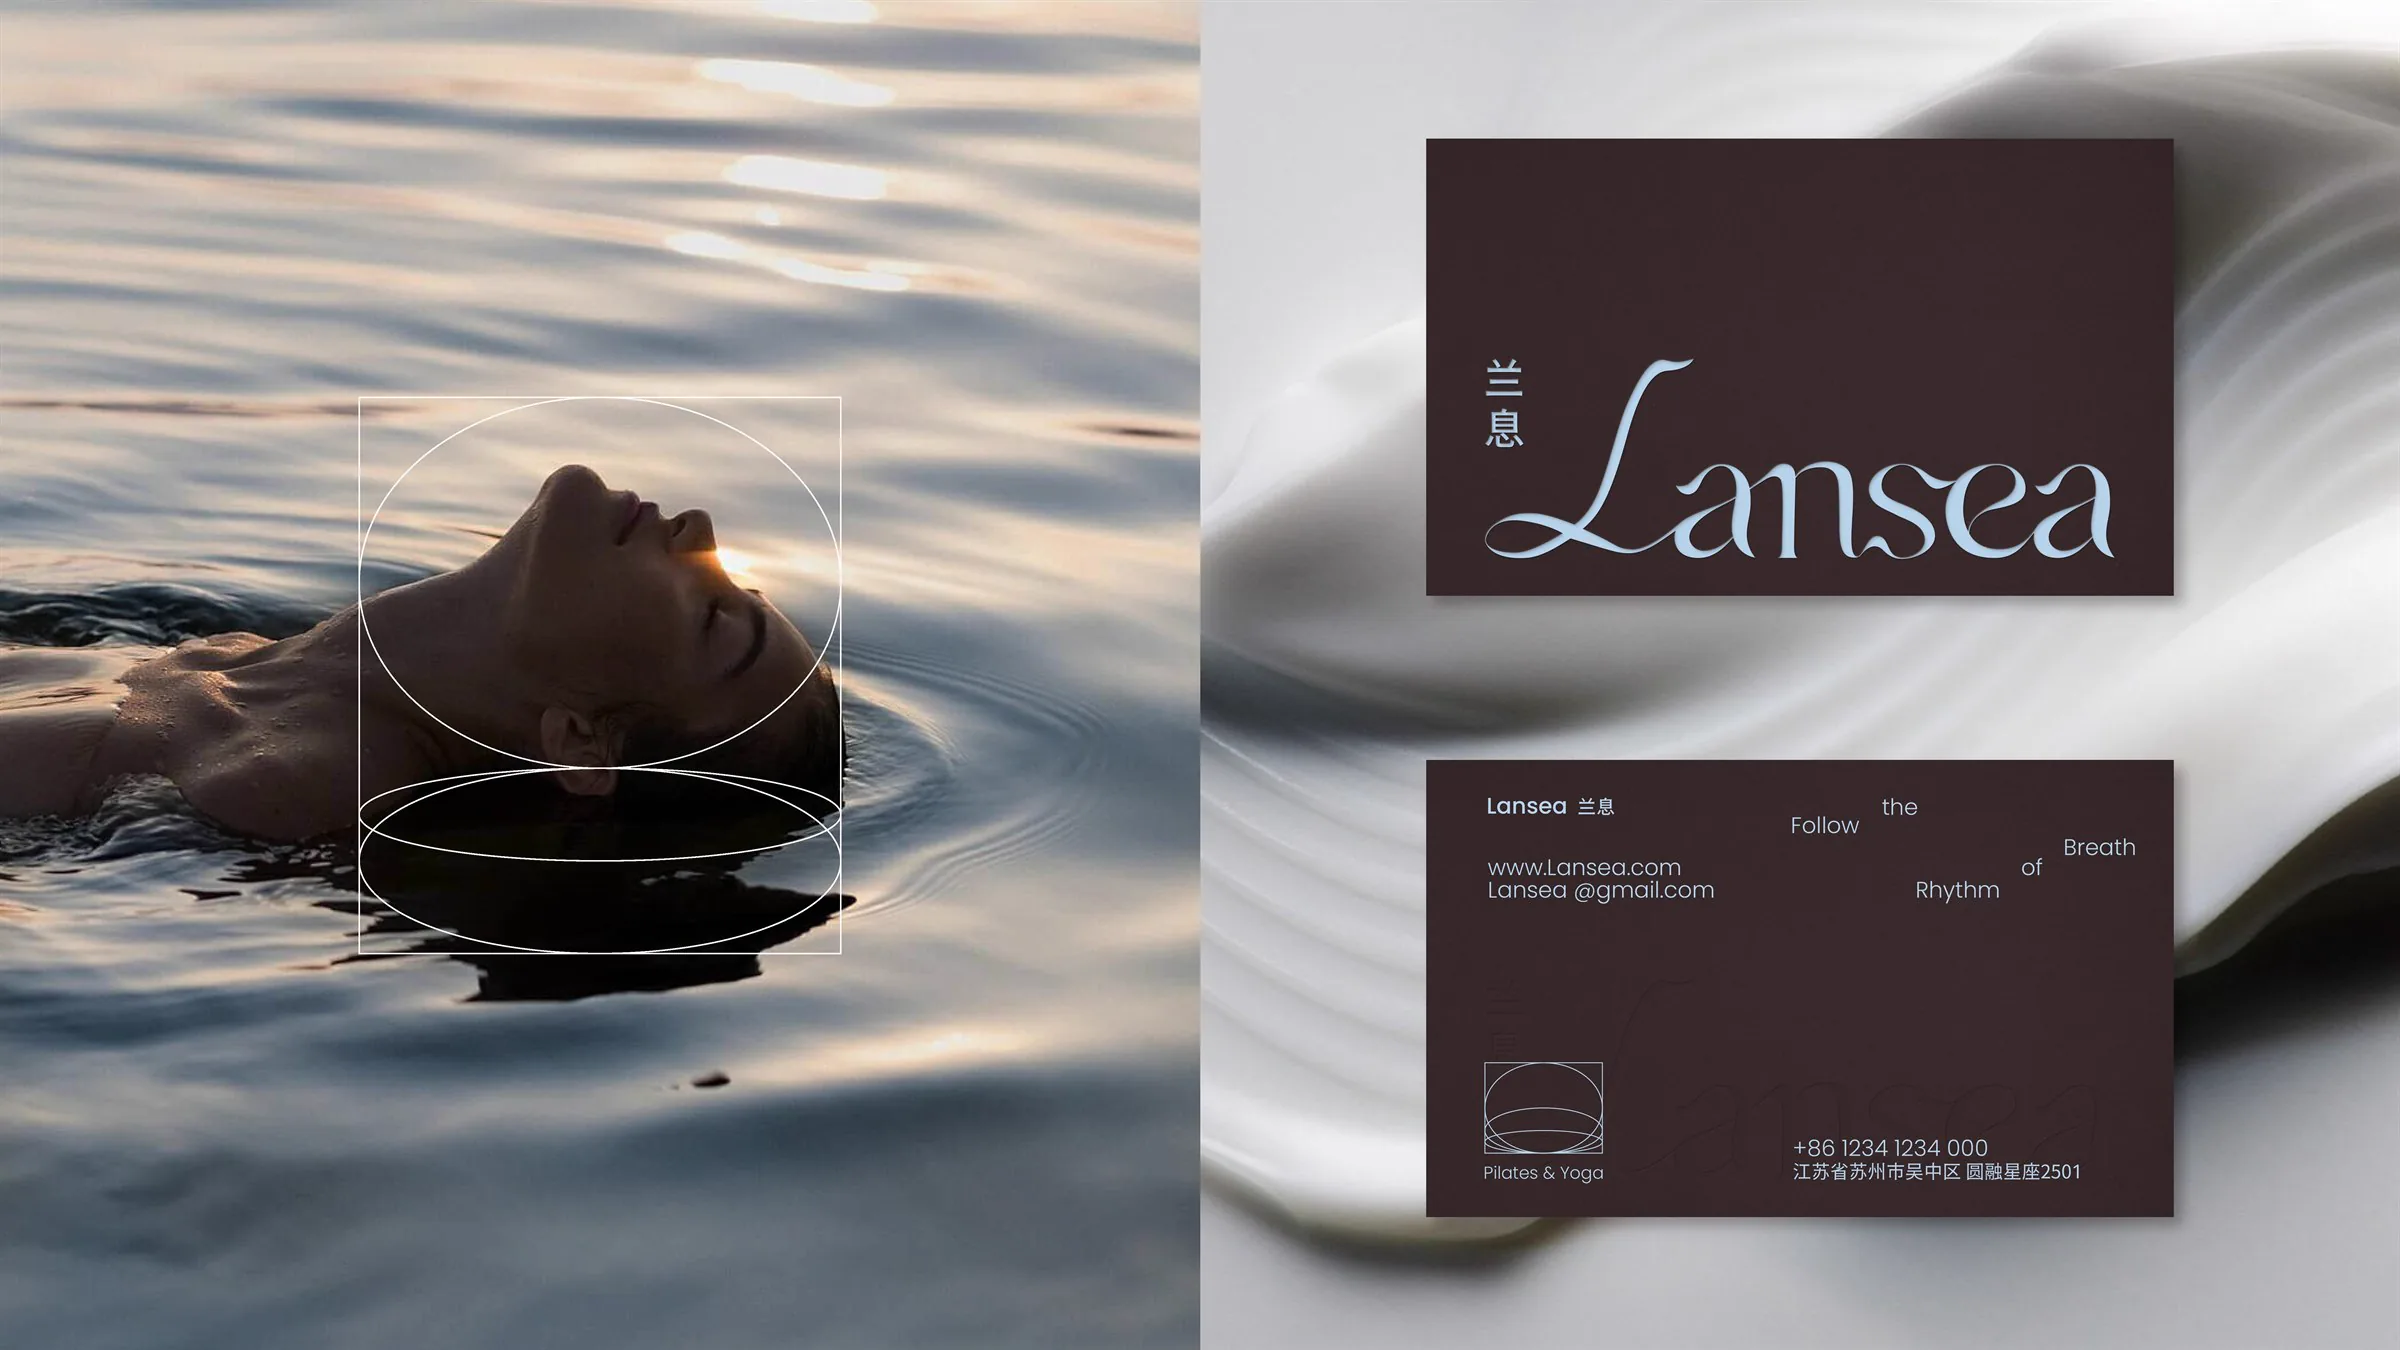 兰息
Lansea
Lansea 兰息
www.Lansea.com
Lansea @gmail.com
Follow the
Breath
of
Rhythm
Pilates & Yoga
+86 1234 1234 000
江苏省苏州市吴中区 圆融星座2501